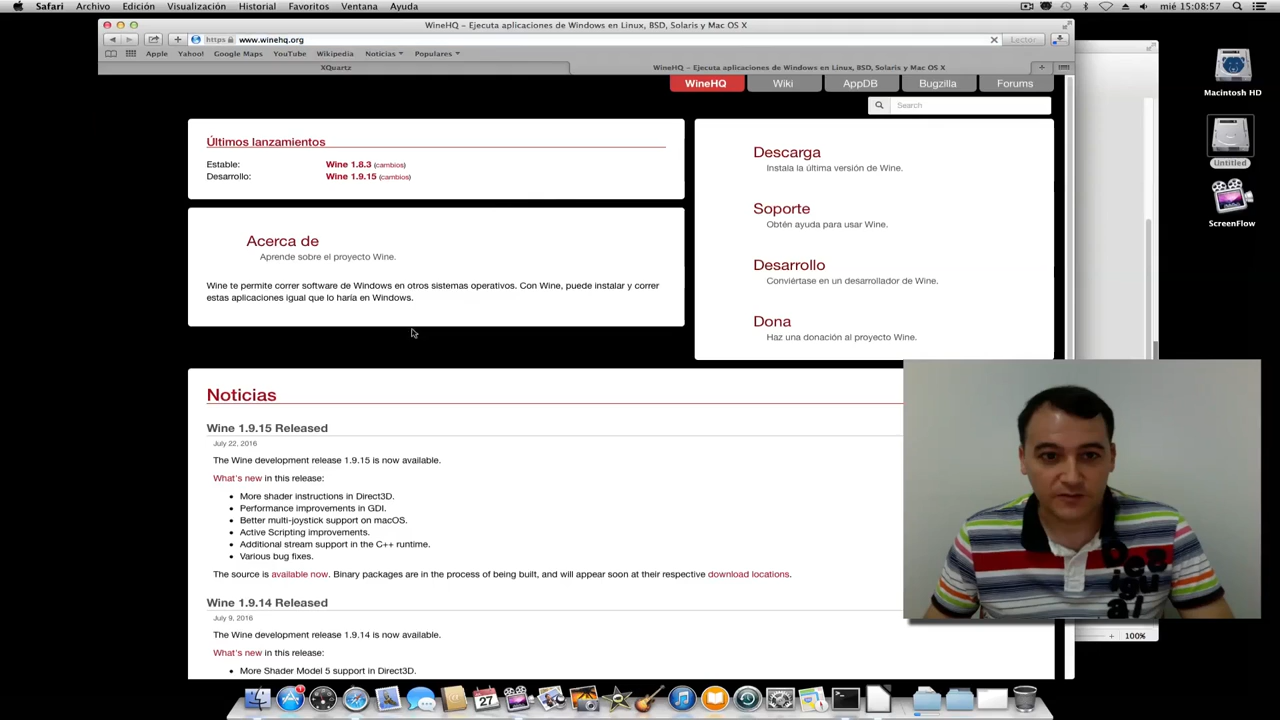 Safari Archivo Edición Visualización Historial Favoritos Ventana Ayuda mié 15:08:57
WineHQ – Ejecuta aplicaciones de Windows en Linux, BSD, Solaris y Mac OS X
https www.winehq.org Lector
Apple Yahoo! Google Maps YouTube Wikipedia Noticias Populares
XQuartz WineHQ – Ejecuta aplicaciones de Windows en Linux, BSD, Solaris y Mac OS X
WineHQ Wiki AppDB Bugzilla Forums
Search
Últimos lanzamientos
Estable: Wine 1.8.3 (cambios)
Desarrollo: Wine 1.9.15 (cambios)
Acerca de
Aprende sobre el proyecto Wine.
Wine te permite correr software de Windows en otros sistemas operativos. Con Wine, puede instalar y correr
estas aplicaciones igual que lo haría en Windows.
Descarga
Instala la última versión de Wine.
Soporte
Obtén ayuda para usar Wine.
Desarrollo
Conviértase en un desarrollador de Wine.
Dona
Haz una donación al proyecto Wine.
Macintosh HD
Untitled
ScreenFlow
Noticias
Wine 1.9.15 Released
July 22, 2016
The Wine development release 1.9.15 is now available.
What's new in this release:
More shader instructions in Direct3D.
Performance improvements in GDI.
Better multi-joystick support on macOS.
Active Scripting improvements.
Additional stream support in the C++ runtime.
Various bug fixes.
The source is available now. Binary packages are in the process of being built, and will appear soon at their respective download locations.
Wine 1.9.14 Released
July 9, 2016
The Wine development release 1.9.14 is now available.
What's new in this release:
More Shader Model 5 support in Direct3D.
100%
27